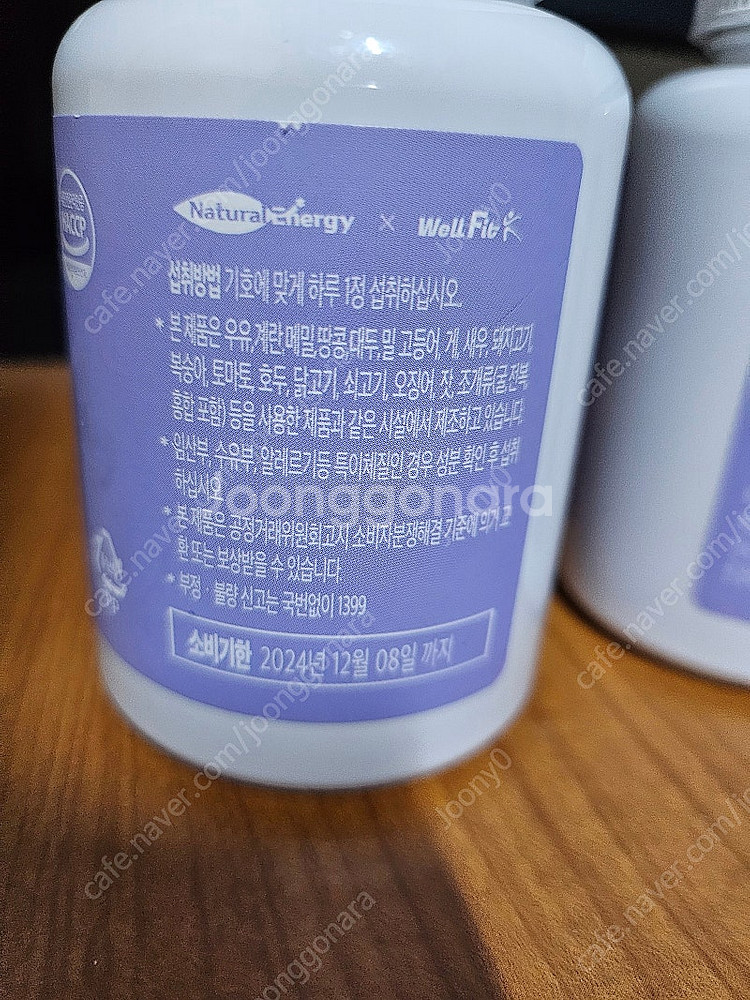 HACCP
Natural Energy × Well Fit
섭취방법 기호에 맞게 하루 1정 섭취하십시오.
* 본 제품은 우유, 계란, 메밀, 땅콩, 대두, 밀, 고등어, 게, 새우, 돼지고기,
복숭아, 토마토, 호두, 닭고기, 쇠고기, 오징어, 잣, 조개류(굴, 전복,
홍합 포함) 등을 사용한 제품과 같은 시설에서 제조하고 있습니다.
* 임산부, 수유부, 알레르기 등 특이체질인 경우 성분 확인 후 섭취
하십시오.
* 본 제품은 공정거래위원회고시 소비자분쟁해결 기준에 의거 교
환 또는 보상받을 수 있습니다.
* 부정 · 불량 신고는 국번없이 1399
소비기한 2024년 12월 08일 까지
Joonggonara
cafe.naver.com/joonggonara
Joony0